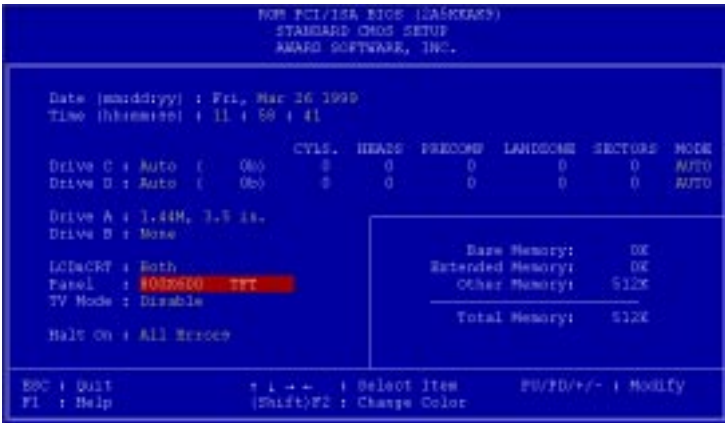 ROM PCI/ISA BIOS (2A5KKAK9)
STANDARD CMOS SETUP
AWARD SOFTWARE, INC.
Date (mm:dd:yy) : Fri, Mar 26 1999
Time (hh:mm:ss) : 11 : 58 : 41
CYLS. HEADS PRECOMP LANDZONE SECTORS MODE
Drive C : Auto ( 0Mb) 0 0 0 0 0 AUTO
Drive D : Auto ( 0Mb) 0 0 0 0 0 AUTO
Drive A : 1.44M, 3.5 in.
Drive B : None
LCD&CRT : Both
Panel : 800X600 TFT
TV Mode : Disable
Halt On : All Errors
Base Memory: 0K
Extended Memory: 0K
Other Memory: 512K
Total Memory: 512K
ESC : Quit ↑ ↓ → ← : Select Item PU/PD/+/- : Modify
F1 : Help (Shift)F2 : Change Color